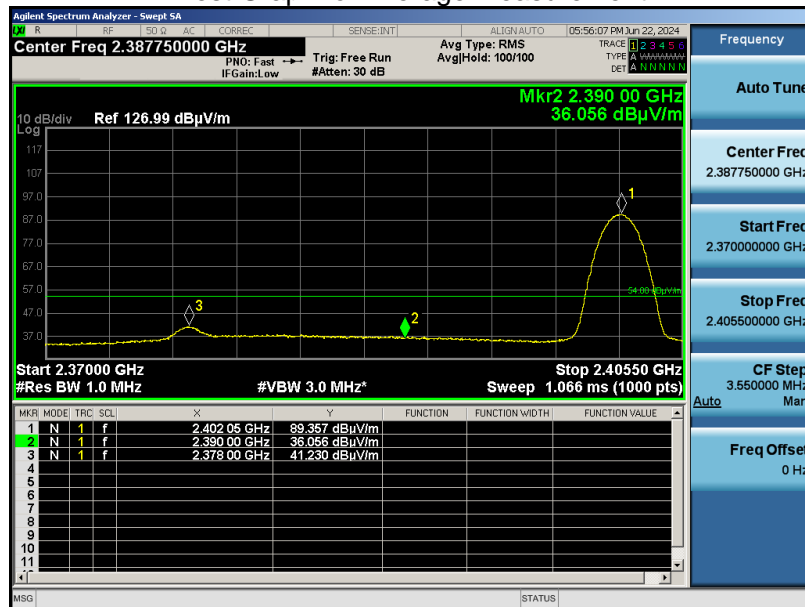 Agilent Spectrum Analyzer - Swept SA
LXI R RF 50 Ω AC CORREC SENSE:INT ALIGN AUTO 05:56:07 PM Jun 22, 2024
Center Freq 2.387750000 GHz
PNO: Fast
IFGain:Low
Trig: Free Run
#Atten: 30 dB
Avg Type: RMS
Avg|Hold: 100/100
TRACE 1 2 3 4 5 6
TYPE A
DET A N N N N N
Mkr2 2.390 00 GHz
36.056 dBµV/m
10 dB/div Ref 126.99 dBµV/m
Log
117
107
97.0
87.0
77.0
67.0
57.0
47.0
37.0
1
2
3
54.00 dBµV/m
Start 2.37000 GHz Stop 2.40550 GHz
#Res BW 1.0 MHz #VBW 3.0 MHz* Sweep 1.066 ms (1000 pts)
MKR MODE TRC SCL X Y FUNCTION FUNCTION WIDTH FUNCTION VALUE
1 N 1 f 2.402 05 GHz 89.357 dBµV/m
2 N 1 f 2.390 00 GHz 36.056 dBµV/m
3 N 1 f 2.378 00 GHz 41.230 dBµV/m
4
5
6
7
8
9
10
11
MSG STATUS
Frequency
Auto Tune
Center Freq
2.387750000 GHz
Start Freq
2.370000000 GHz
Stop Freq
2.405500000 GHz
CF Step
3.550000 MHz
Auto Man
Freq Offset
0 Hz